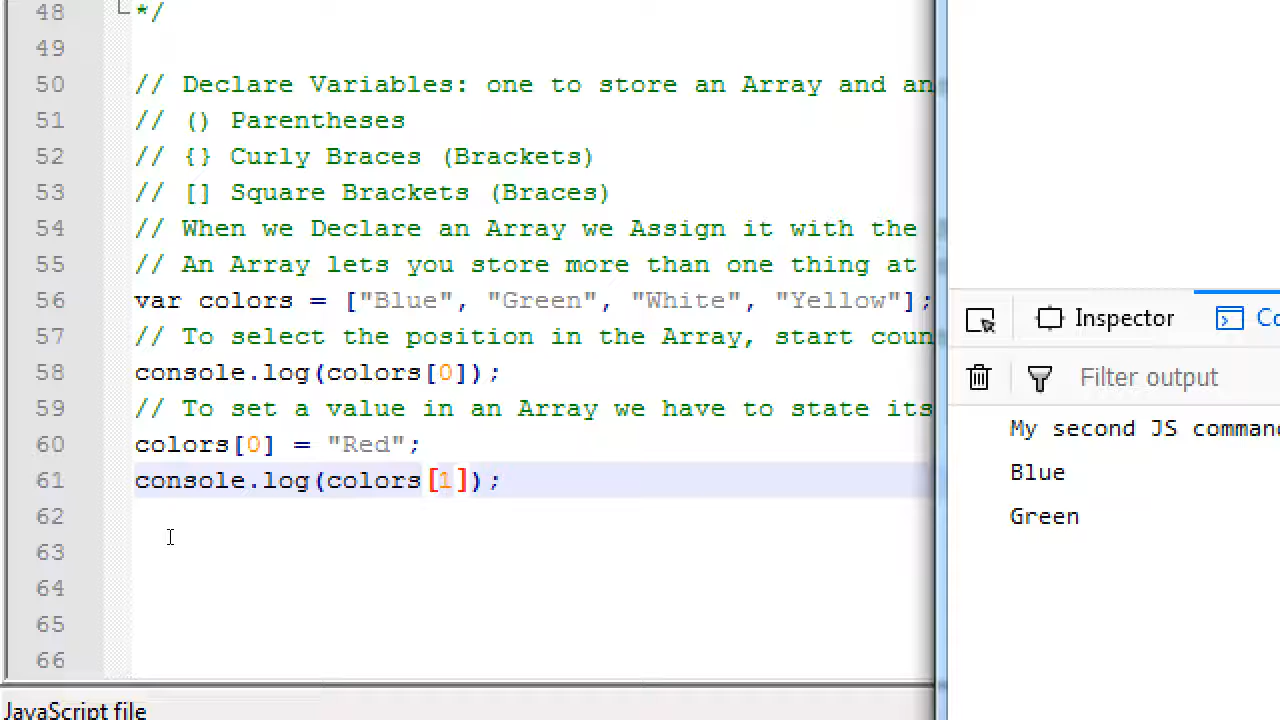 48 */
49
50 // Declare Variables: one to store an Array and an
51 // () Parentheses
52 // {} Curly Braces (Brackets)
53 // [] Square Brackets (Braces)
54 // When we Declare an Array we Assign it with the
55 // An Array lets you store more than one thing at
56 var colors = ["Blue", "Green", "White", "Yellow"];
57 // To select the position in the Array, start coun
58 console.log(colors[0]);
59 // To set a value in an Array we have to state its
60 colors[0] = "Red";
61 console.log(colors[1]);
62
63
64
65
66
JavaScript file
Inspector Co
Filter output
My second JS command
Blue
Green